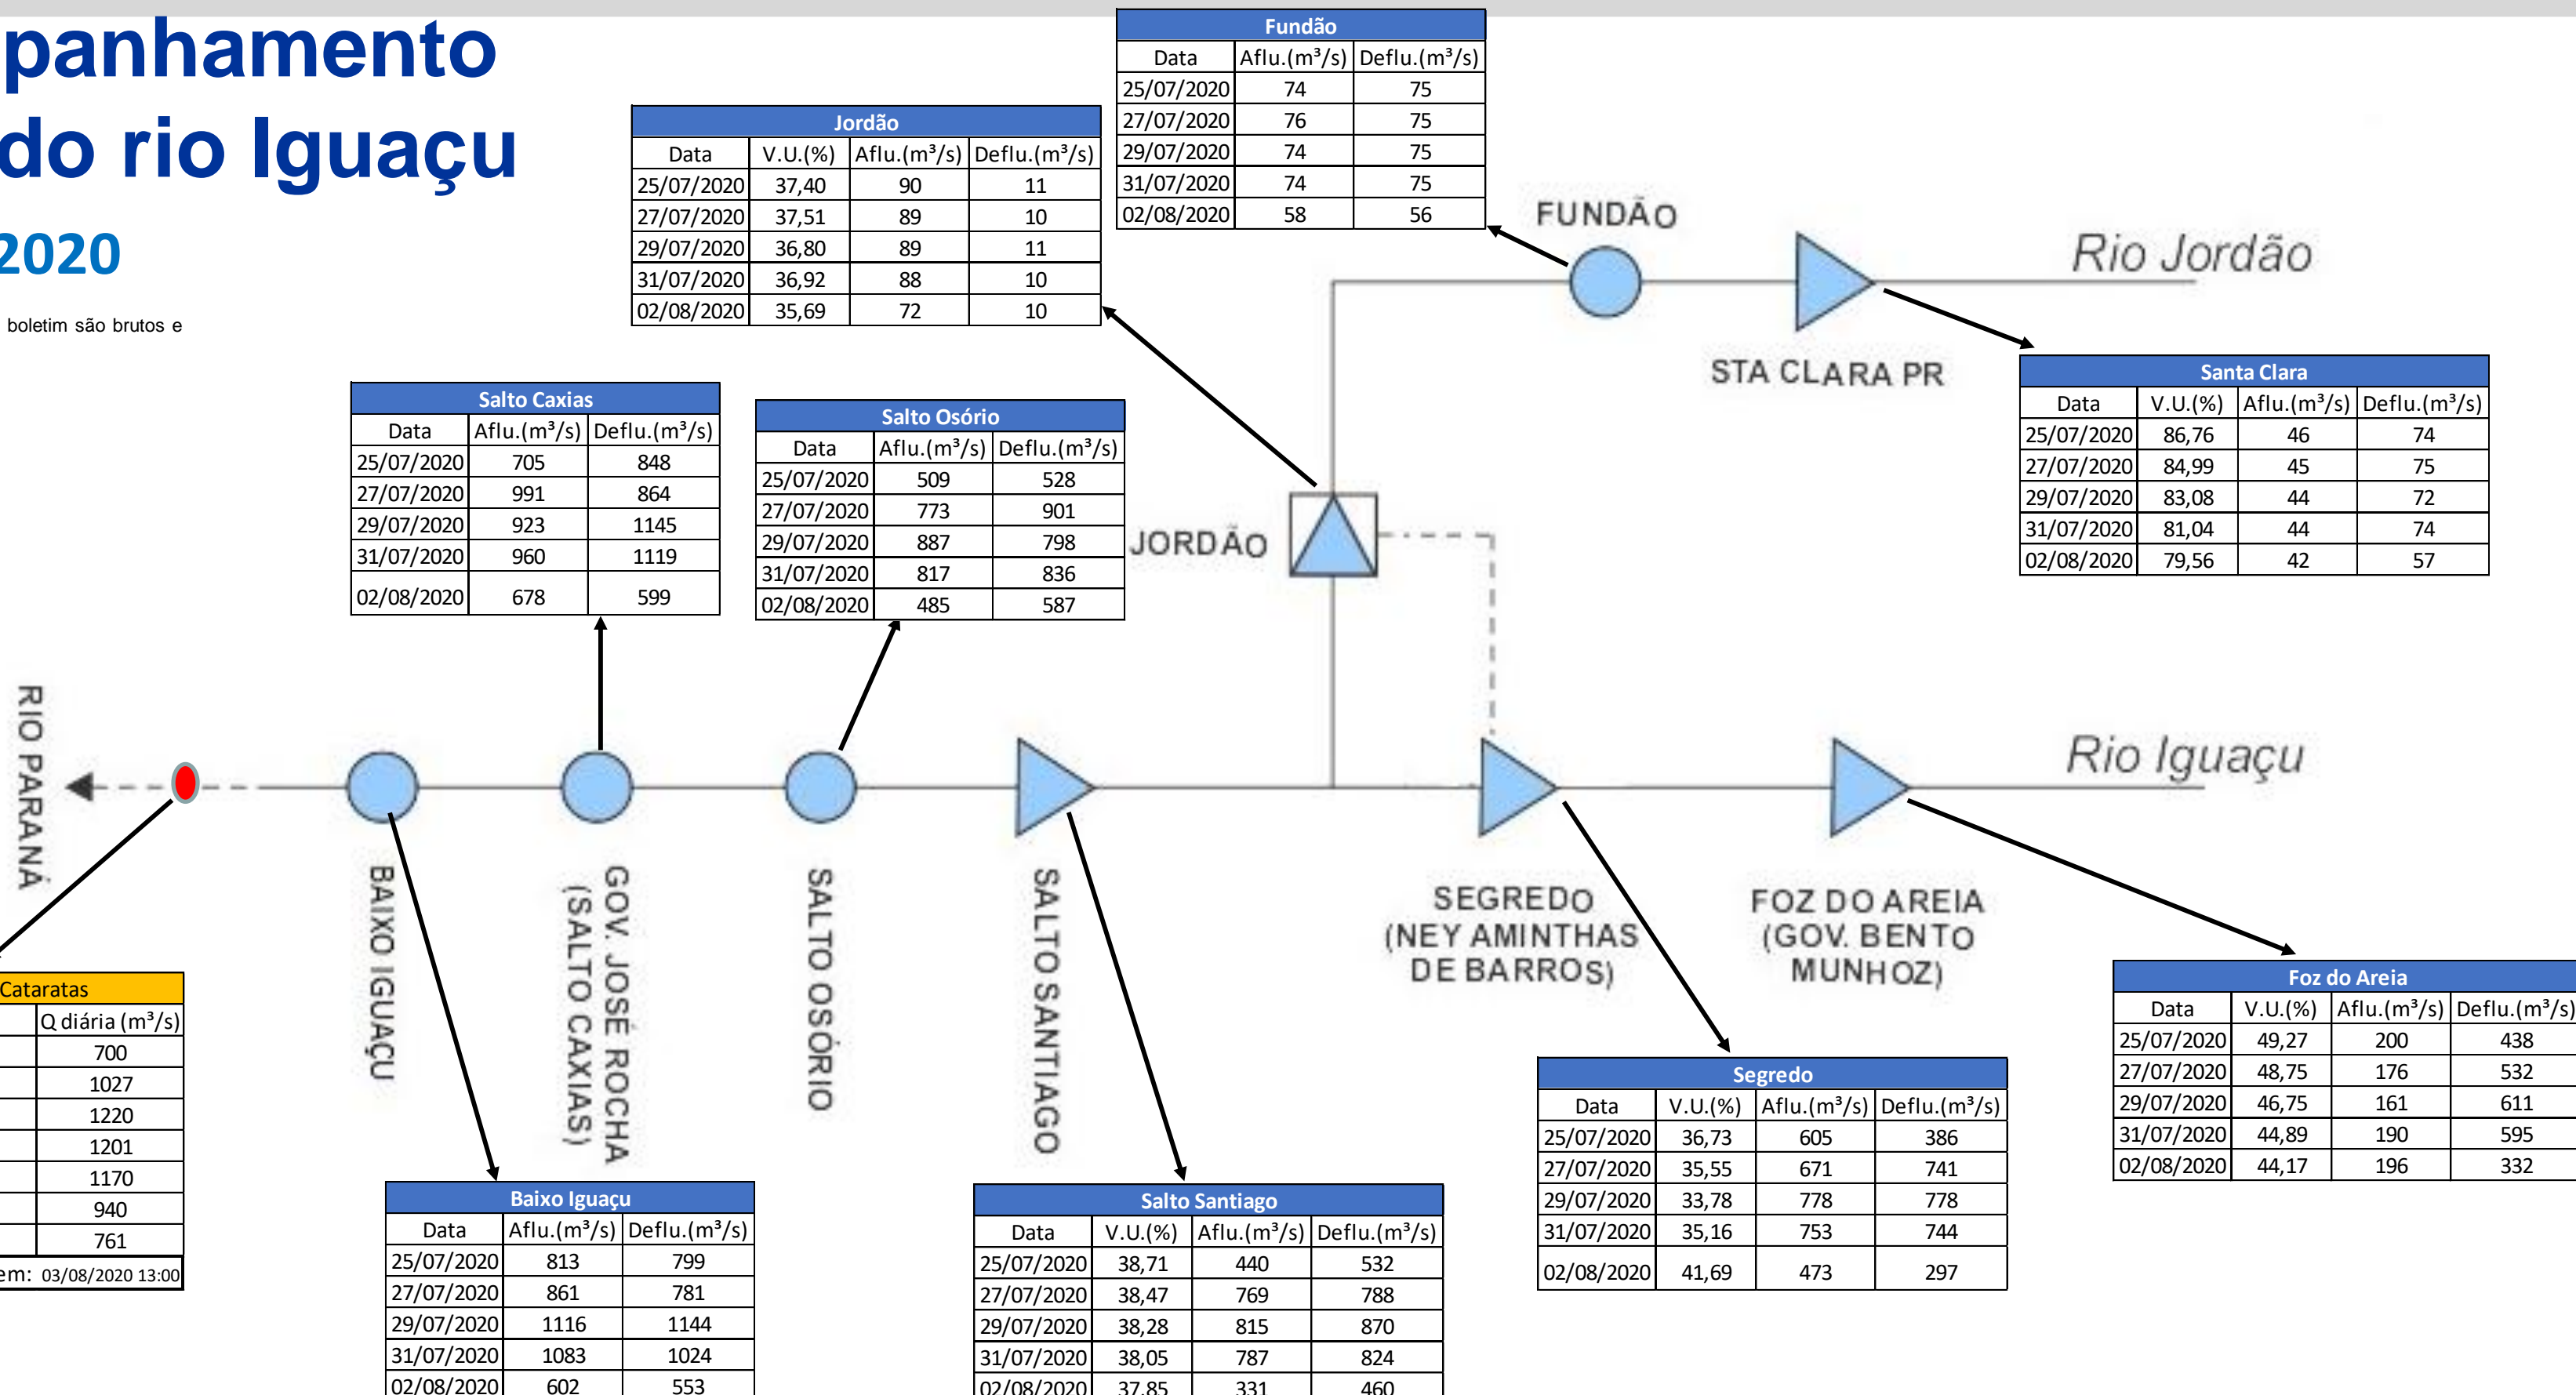 panhamento
do rio Iguaçu
2020
boletim são brutos e
Fundão
Data Aflu.(m³/s) Deflu.(m³/s)
25/07/2020 74 75
27/07/2020 76 75
29/07/2020 74 75
31/07/2020 74 75
02/08/2020 58 56
Jordão
Data V.U.(%) Aflu.(m³/s) Deflu.(m³/s)
25/07/2020 37,40 90 11
27/07/2020 37,51 89 10
29/07/2020 36,80 89 11
31/07/2020 36,92 88 10
02/08/2020 35,69 72 10
FUNDÃO
Rio Jordão
STA CLARA PR
Santa Clara
Data V.U.(%) Aflu.(m³/s) Deflu.(m³/s)
25/07/2020 86,76 46 74
27/07/2020 84,99 45 75
29/07/2020 83,08 44 72
31/07/2020 81,04 44 74
02/08/2020 79,56 42 57
Salto Caxias
Data Aflu.(m³/s) Deflu.(m³/s)
25/07/2020 705 848
27/07/2020 991 864
29/07/2020 923 1145
31/07/2020 960 1119
02/08/2020 678 599
Salto Osório
Data Aflu.(m³/s) Deflu.(m³/s)
25/07/2020 509 528
27/07/2020 773 901
29/07/2020 887 798
31/07/2020 817 836
02/08/2020 485 587
JORDÃO
RIO PARANÁ
Rio Iguaçu
BAIXO IGUAÇU
GOV. JOSÉ ROCHA
(SALTO CAXIAS)
SALTO OSÓRIO
SALTO SANTIAGO
SEGREDO
(NEY AMINTHAS
DE BARROS)
FOZ DO AREIA
(GOV. BENTO
MUNHOZ)
Cataratas
Q diária (m³/s)
700
1027
1220
1201
1170
940
761
em: 03/08/2020 13:00
Baixo Iguaçu
Data Aflu.(m³/s) Deflu.(m³/s)
25/07/2020 813 799
27/07/2020 861 781
29/07/2020 1116 1144
31/07/2020 1083 1024
02/08/2020 602 553
Salto Santiago
Data V.U.(%) Aflu.(m³/s) Deflu.(m³/s)
25/07/2020 38,71 440 532
27/07/2020 38,47 769 788
29/07/2020 38,28 815 870
31/07/2020 38,05 787 824
02/08/2020 37,85 331 460
Segredo
Data V.U.(%) Aflu.(m³/s) Deflu.(m³/s)
25/07/2020 36,73 605 386
27/07/2020 35,55 671 741
29/07/2020 33,78 778 778
31/07/2020 35,16 753 744
02/08/2020 41,69 473 297
Foz do Areia
Data V.U.(%) Aflu.(m³/s) Deflu.(m³/s)
25/07/2020 49,27 200 438
27/07/2020 48,75 176 532
29/07/2020 46,75 161 611
31/07/2020 44,89 190 595
02/08/2020 44,17 196 332